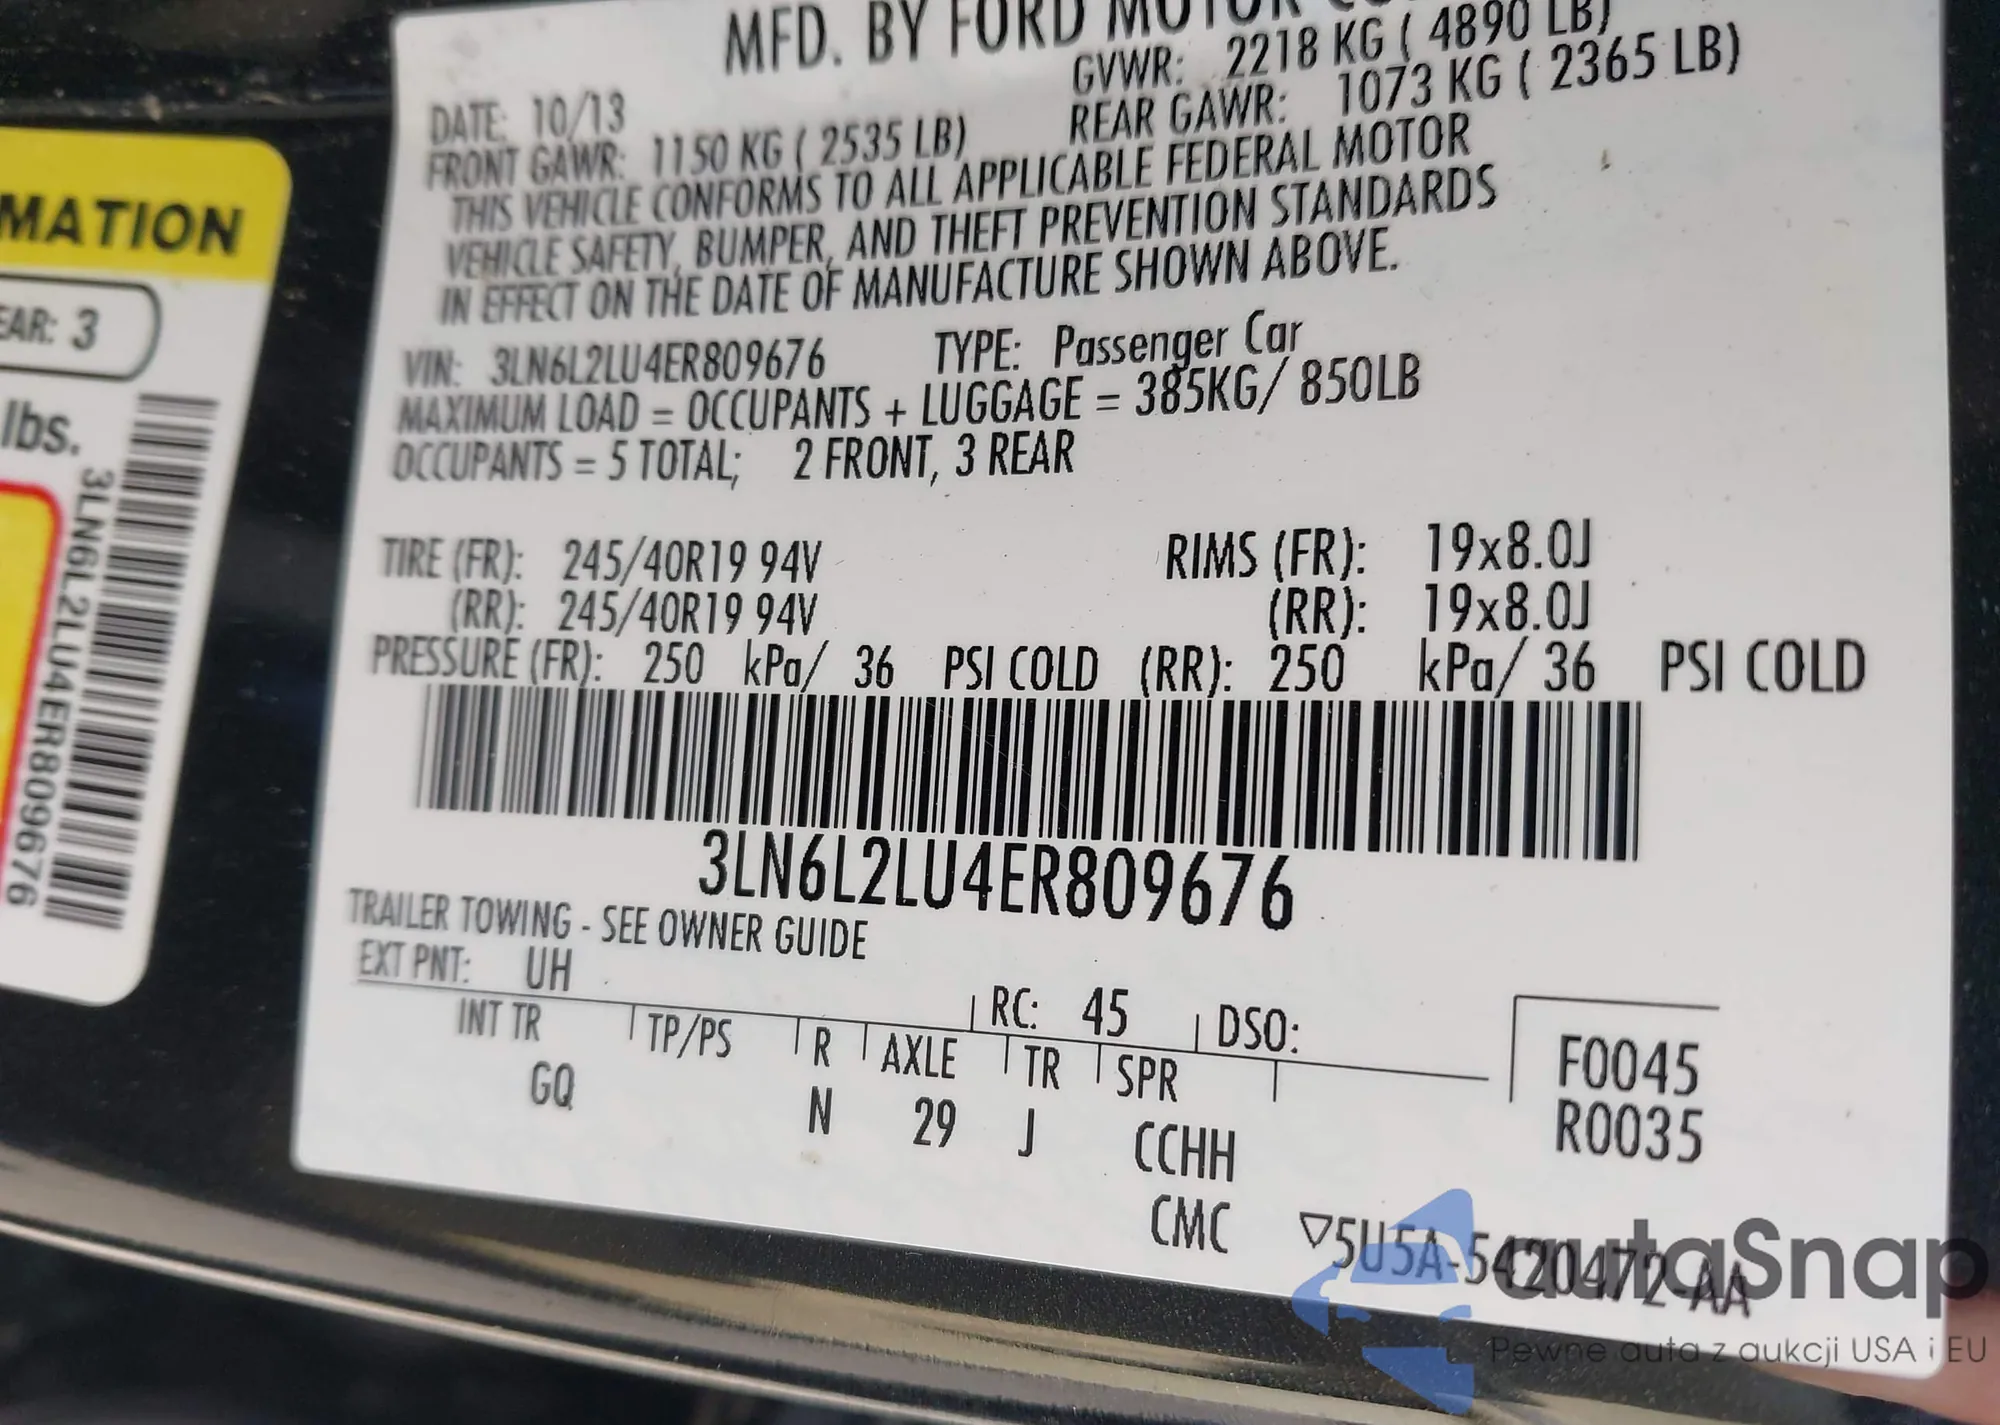 MFD. BY FORD MOTOR
DATE: 10/13 GVWR: 2218 KG ( 4890 LB)
FRONT GAWR: 1150 KG ( 2535 LB) REAR GAWR: 1073 KG ( 2365 LB)
THIS VEHICLE CONFORMS TO ALL APPLICABLE FEDERAL MOTOR
VEHICLE SAFETY, BUMPER, AND THEFT PREVENTION STANDARDS
IN EFFECT ON THE DATE OF MANUFACTURE SHOWN ABOVE.
VIN: 3LN6L2LU4ER809676 TYPE: Passenger Car
MAXIMUM LOAD = OCCUPANTS + LUGGAGE = 385KG/ 850LB
OCCUPANTS = 5 TOTAL; 2 FRONT, 3 REAR
TIRE (FR): 245/40R19 94V RIMS (FR): 19x8.0J
(RR): 245/40R19 94V (RR): 19x8.0J
PRESSURE (FR): 250 kPa/ 36 PSI COLD (RR): 250 kPa/ 36 PSI COLD
3LN6L2LU4ER809676
TRAILER TOWING - SEE OWNER GUIDE
EXT PNT: UH RC: 45 DSO:
INT TR TP/PS R AXLE TR SPR
GQ N 29 J CCHH
CMC
F0045
R0035
▽5U5A-5420472-AA
MATION
EAR: 3
lbs.
3LN6L2LU4ER809676
autaSnap
Pewne auta z aukcji USA i EU